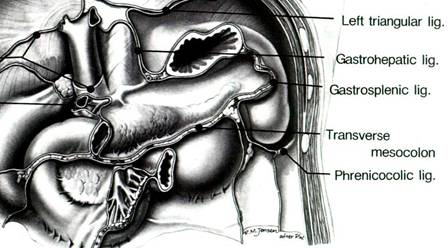 Left triangular lig.
Gastrohepatic lig.
Gastrosplenic lig.
Transverse
mesocolon
Phrenicocolic lig.